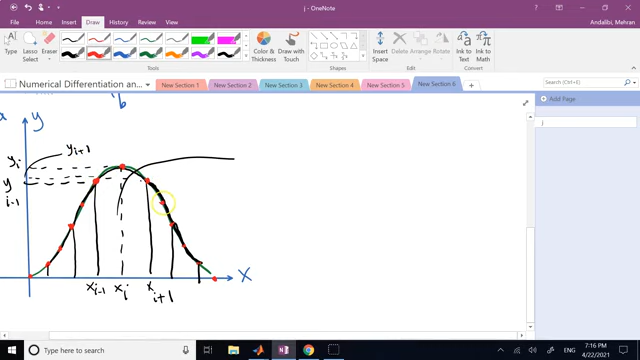 j - OneNote
Andalibi, Mehran
File Home Insert Draw History Review View Help
Type
Lasso Select
Eraser
Color & Thickness
Draw with Touch
Shapes
Insert Space
Delete
Arrange
Rotate
Ink to Text
Ink to Math
Tools
Shapes
Edit
Convert
Numerical Differentiation an...
New Section 1
New Section 2
New Section 3
New Section 4
New Section 5
New Section 6
+
Search (Ctrl+E)
Add Page
j
a
b
y
yi
yi+1
y i-1
x
xi-1
xi
xi+1
Type here to search
ENG
7:16 PM
4/22/2021